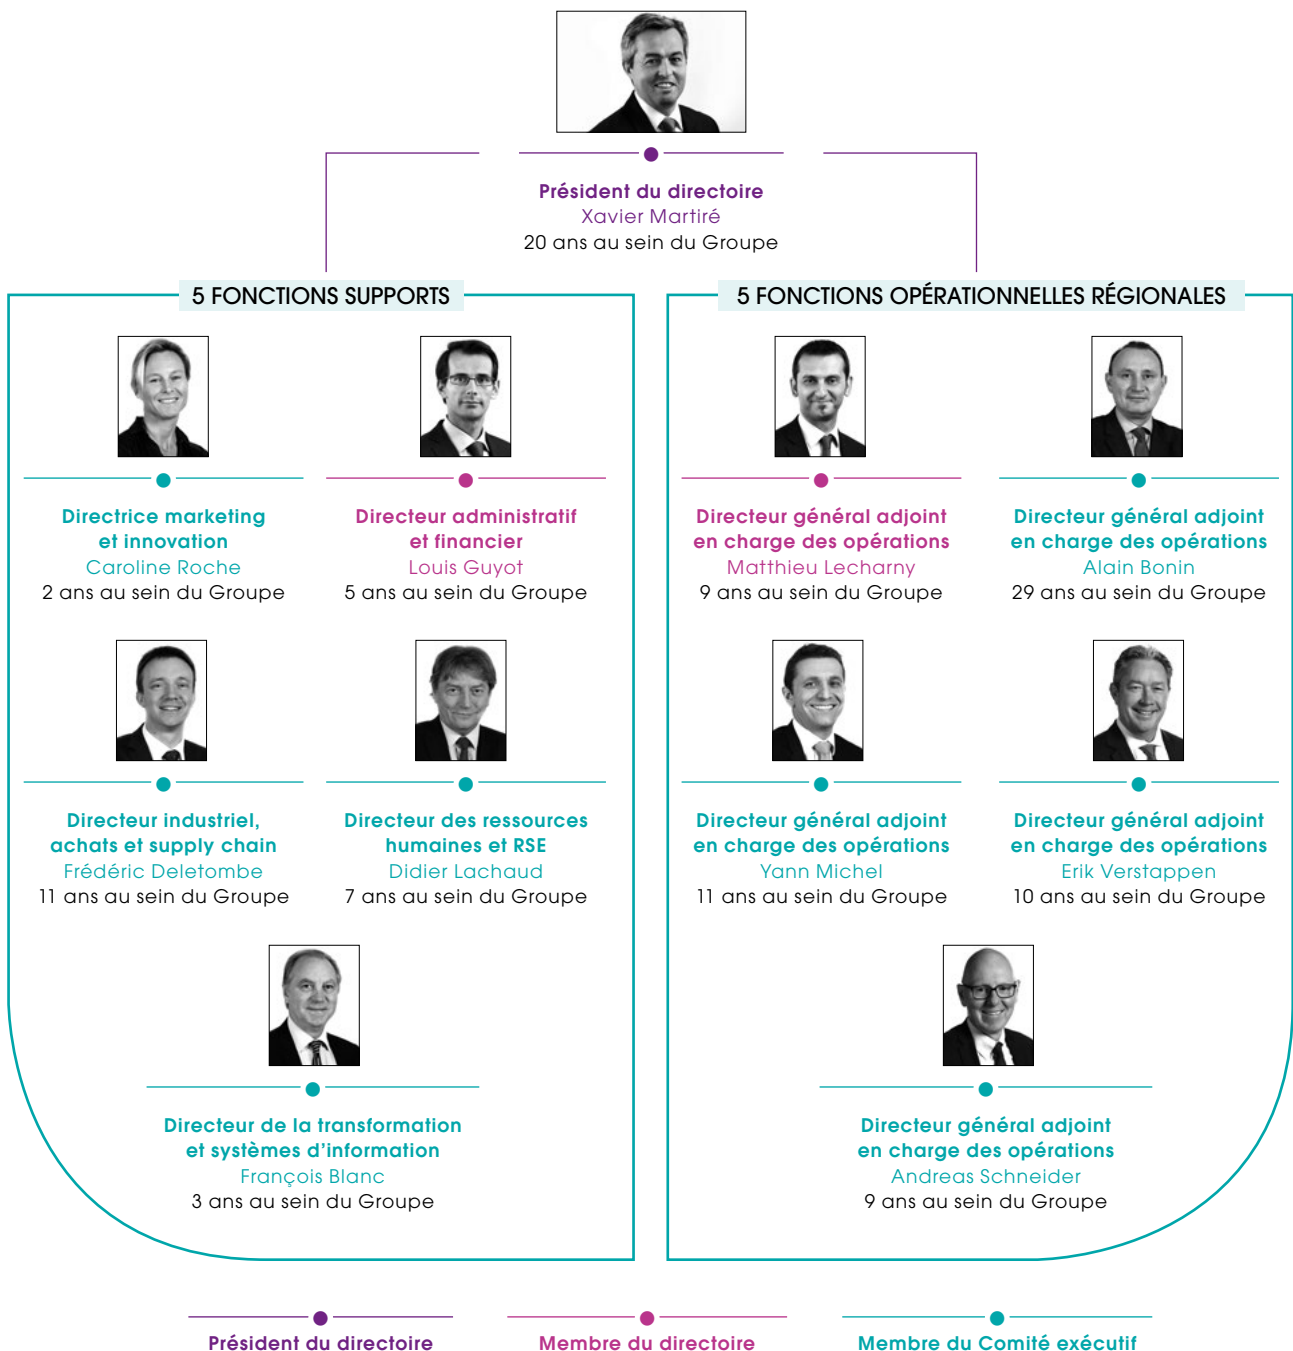 Président du directoire
Xavier Martiré
20 ans au sein du Groupe
5 FONCTIONS SUPPORTS
Directrice marketing
et innovation
Caroline Roche
2 ans au sein du Groupe
Directeur administratif
et financier
Louis Guyot
5 ans au sein du Groupe
Directeur industriel,
achats et supply chain
Frédéric Deletombe
11 ans au sein du Groupe
Directeur des ressources
humaines et RSE
Didier Lachaud
7 ans au sein du Groupe
Directeur de la transformation
et systèmes d'information
François Blanc
3 ans au sein du Groupe
5 FONCTIONS OPÉRATIONNELLES RÉGIONALES
Directeur général adjoint
en charge des opérations
Matthieu Lecharny
9 ans au sein du Groupe
Directeur général adjoint
en charge des opérations
Alain Bonin
29 ans au sein du Groupe
Directeur général adjoint
en charge des opérations
Yann Michel
11 ans au sein du Groupe
Directeur général adjoint
en charge des opérations
Erik Verstappen
10 ans au sein du Groupe
Directeur général adjoint
en charge des opérations
Andreas Schneider
9 ans au sein du Groupe
Président du directoire
Membre du directoire
Membre du Comité exécutif